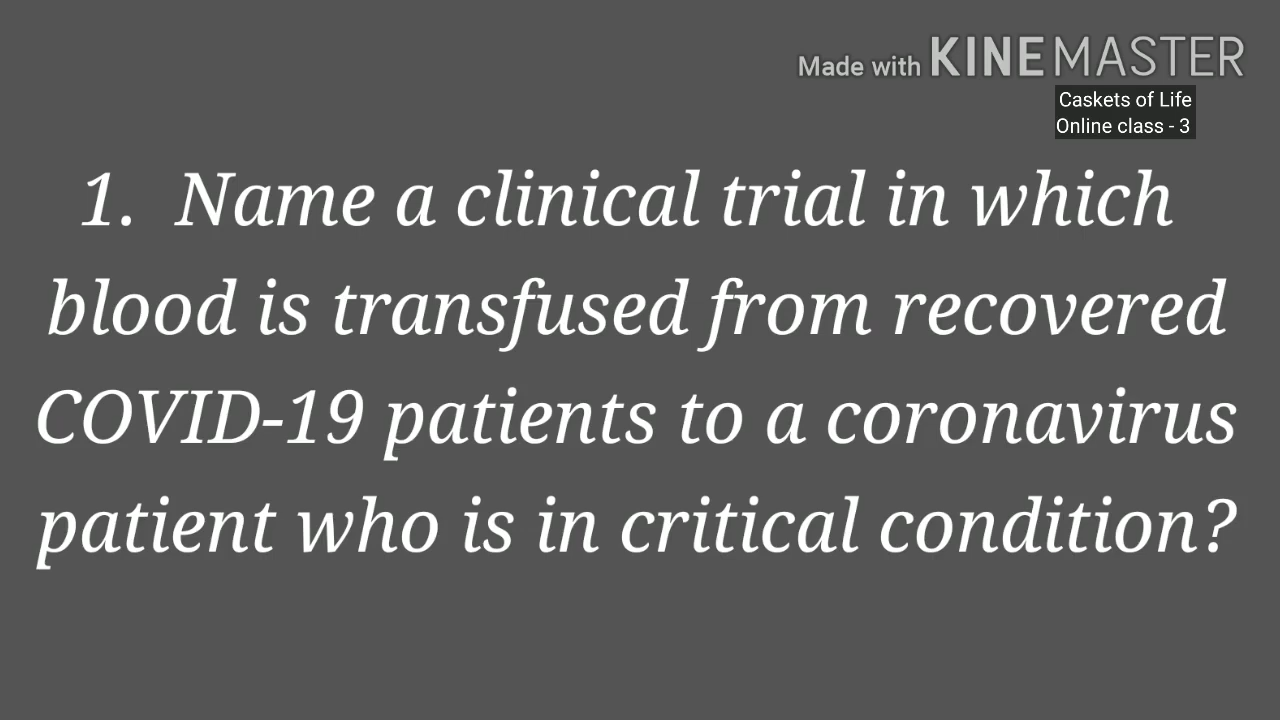 Made with KINEMASTER
Caskets of Life
Online class - 3
1. Name a clinical trial in which
blood is transfused from recovered
COVID-19 patients to a coronavirus
patient who is in critical condition?